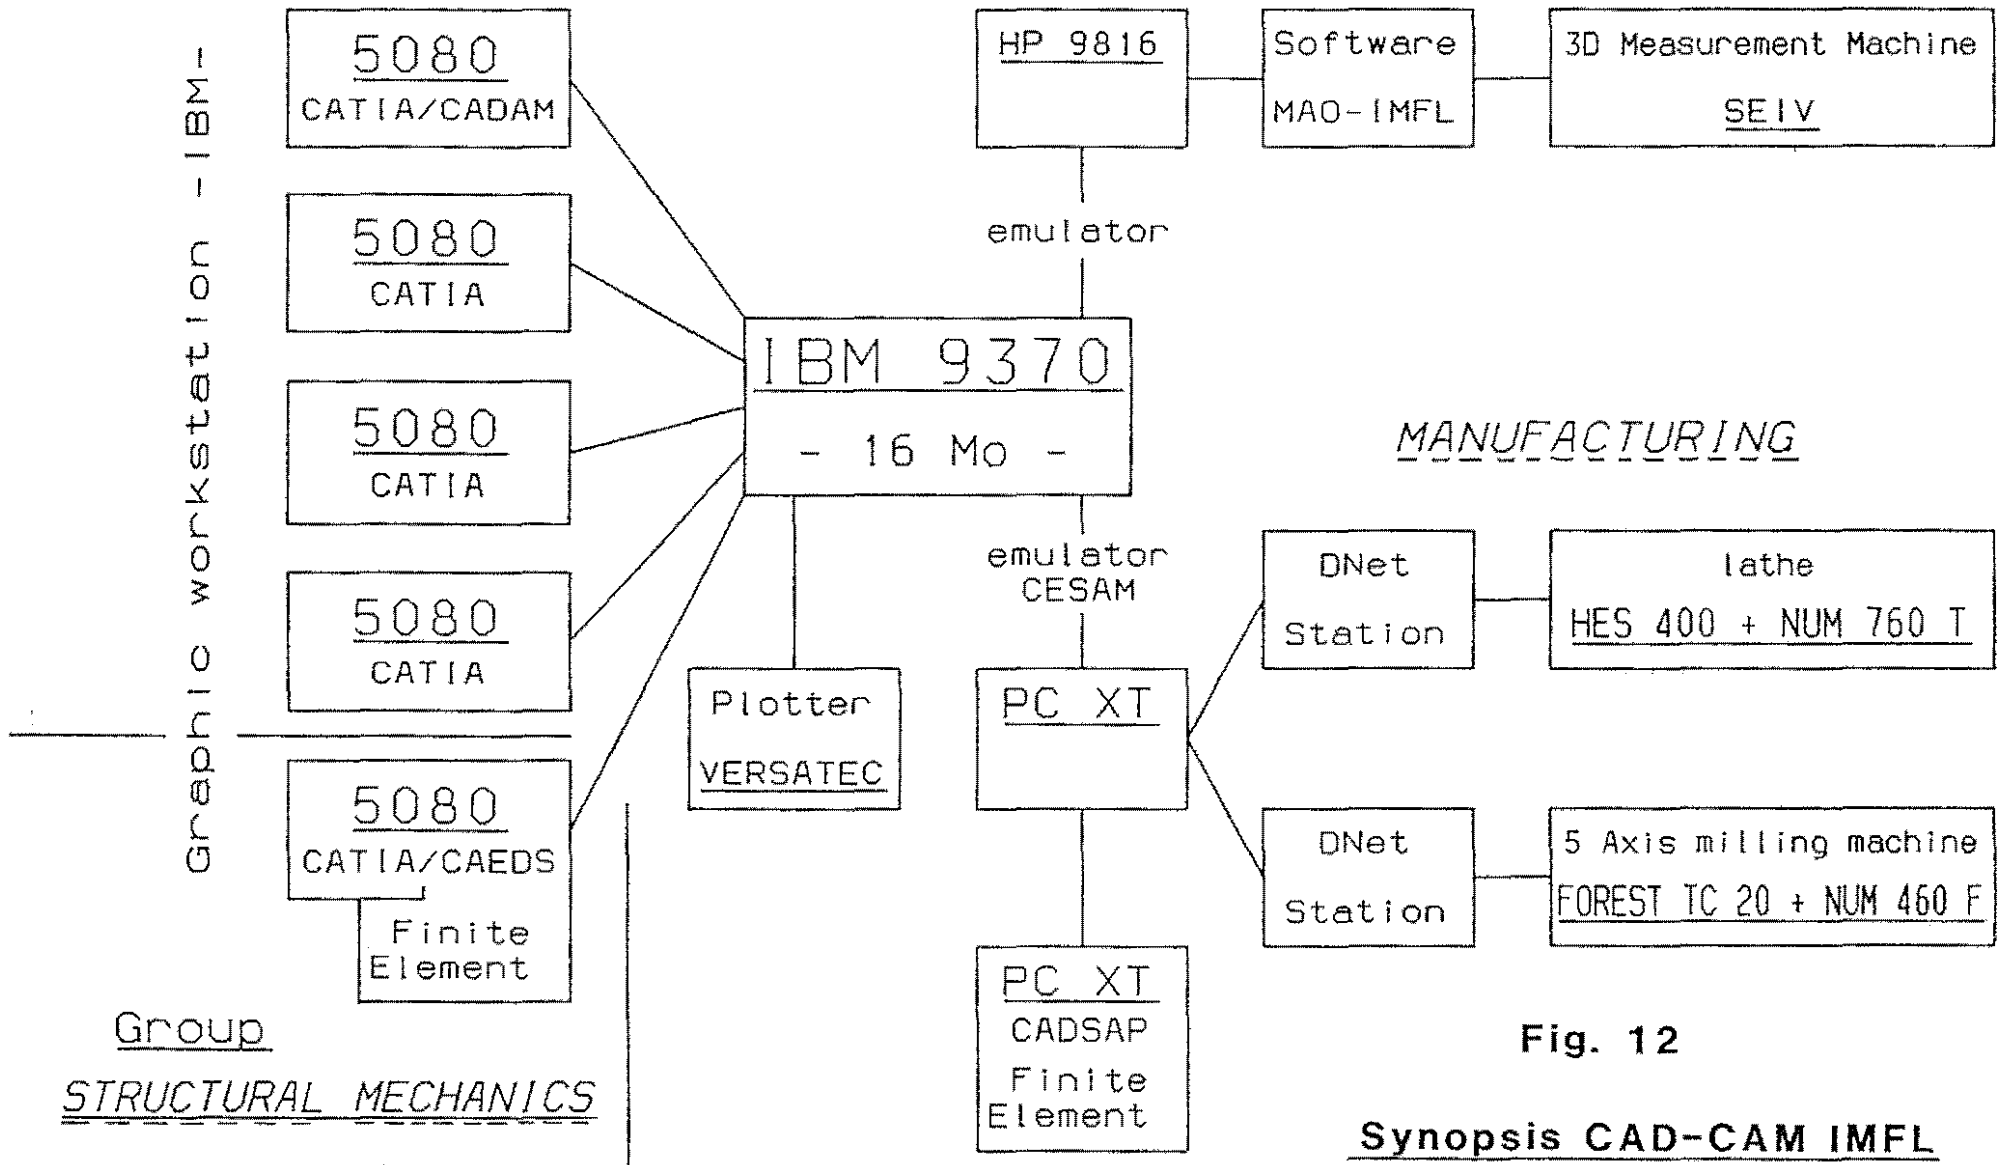 Graphic workstation - IBM-
5080
CATIA/CADAM
5080
CATIA
5080
CATIA
5080
CATIA
5080
CATIA/CAEDS
Finite
Element
Group
STRUCTURAL MECHANICS
IBM 9370
- 16 Mo -
Plotter
VERSATEC
HP 9816
Software
MAO-IMFL
3D Measurement Machine
SEIV
emulator
emulator
CESAM
PC XT
PC XT
CADSAP
Finite
Element
MANUFACTURING
DNet
Station
lathe
HES 400 + NUM 760 T
DNet
Station
5 Axis milling machine
FOREST TC 20 + NUM 460 F
Fig. 12
Synopsis CAD-CAM IMFL